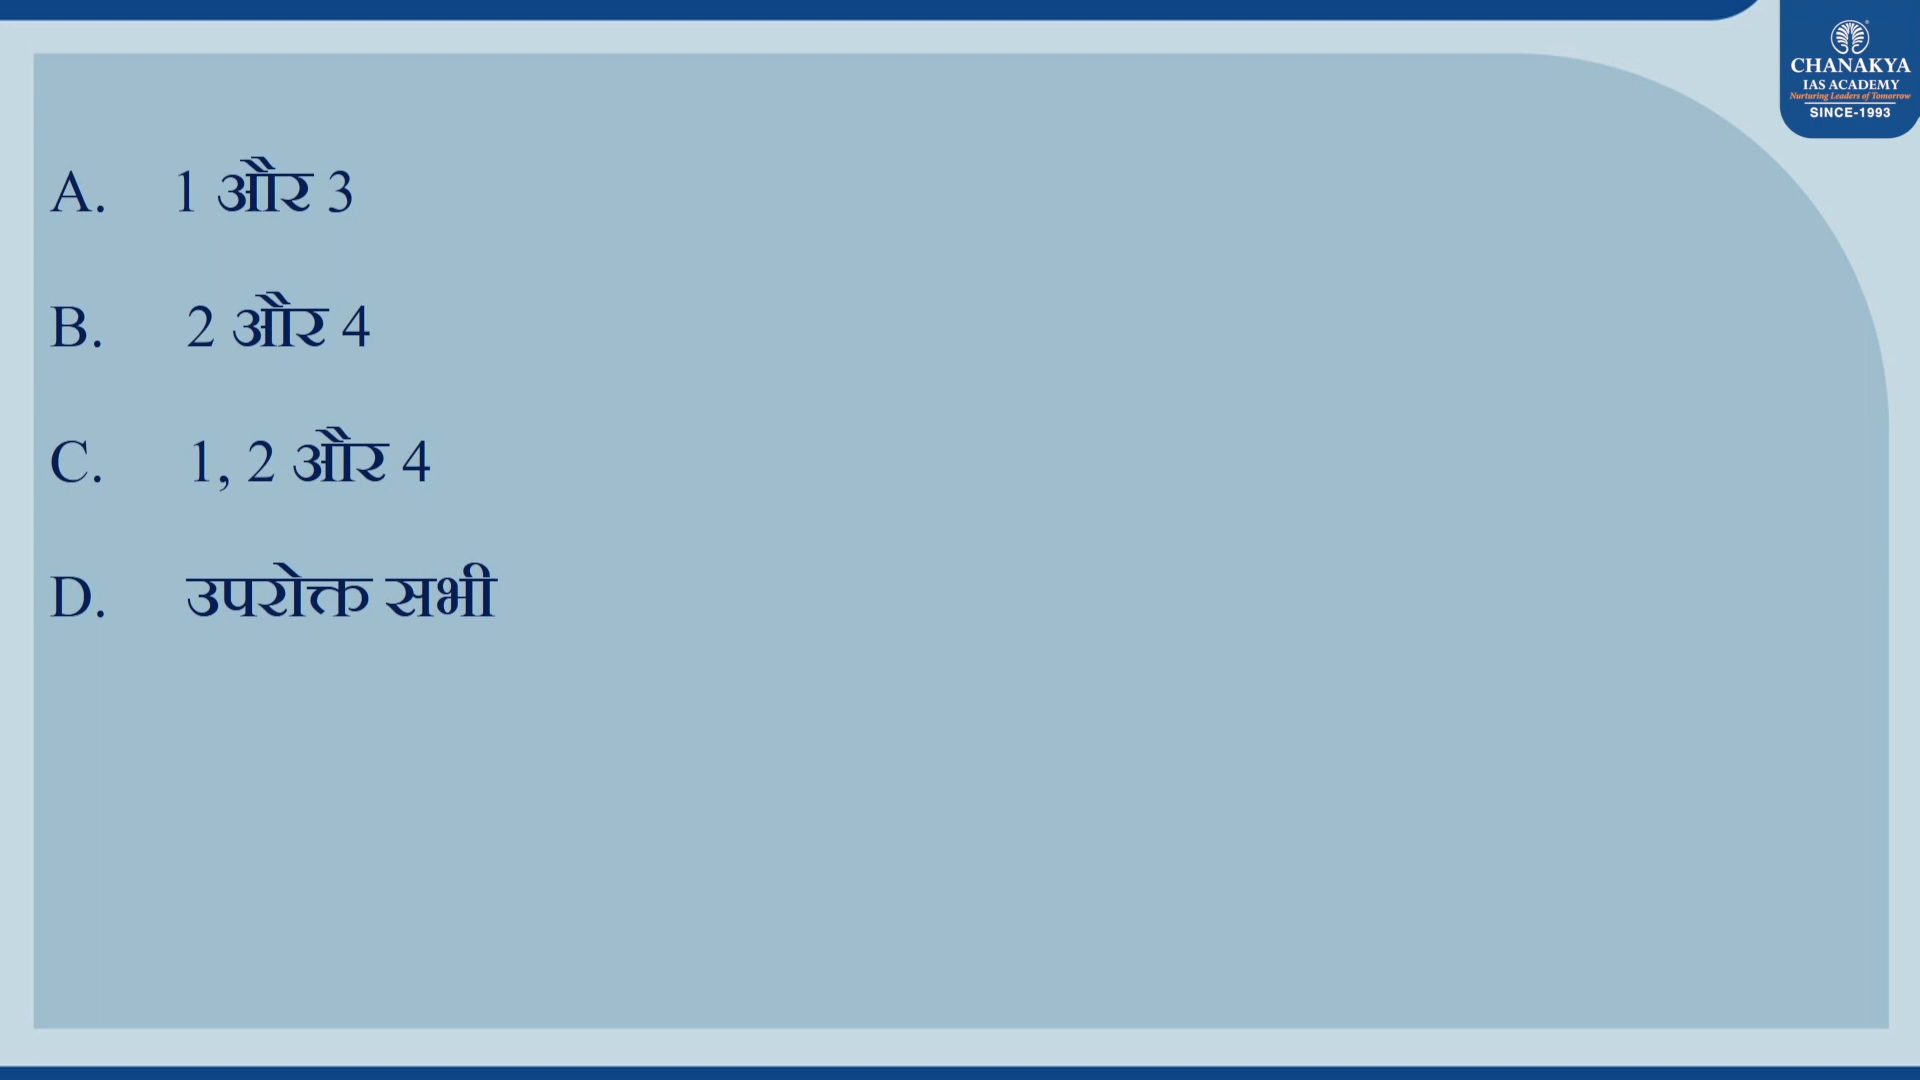 CHANAKYA
IAS ACADEMY
Nurturing Leaders of Tomorrow
SINCE-1993
A. 1 और 3
B. 2 और 4
C. 1, 2 और 4
D. उपरोक्त सभी